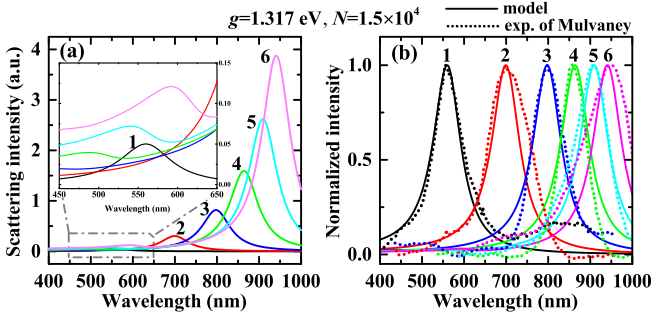 g=1.317 eV, N=1.5×10⁴
model
exp. of Mulvaney
(a)
Scattering intensity (a.u.)
4
3
2
1
0
400 500 600 700 800 900 1000
Wavelength (nm)
0.20
0.15
0.10
0.05
0.00
450 500 550 600 650
Wavelength (nm)
1
2
3
4
5
6
(b)
Normalized intensity
1.0
0.5
0.0
400 500 600 700 800 900 1000
Wavelength (nm)
1 2 3 4 5 6